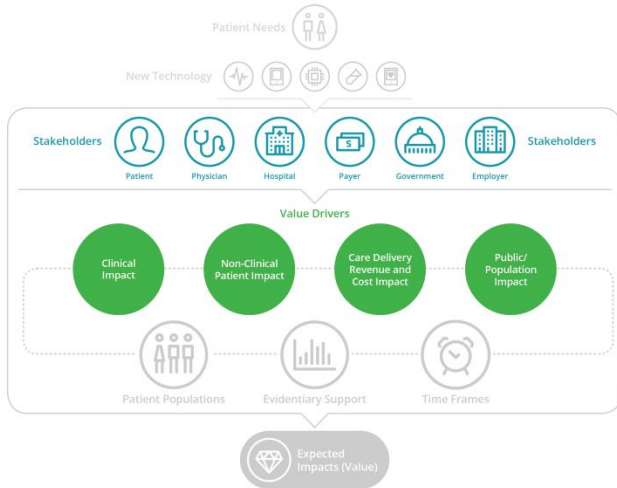 Patient Needs
New Technology
Stakeholders
Stakeholders
Patient
Physician
Hospital
$
Payer
Government
Employer
Value Drivers
Clinical
Impact
Non-Clinical
Patient Impact
Care Delivery
Revenue and
Cost Impact
Public/
Population
Impact
Patient Populations
Evidentiary Support
Time Frames
Expected
Impacts (Value)